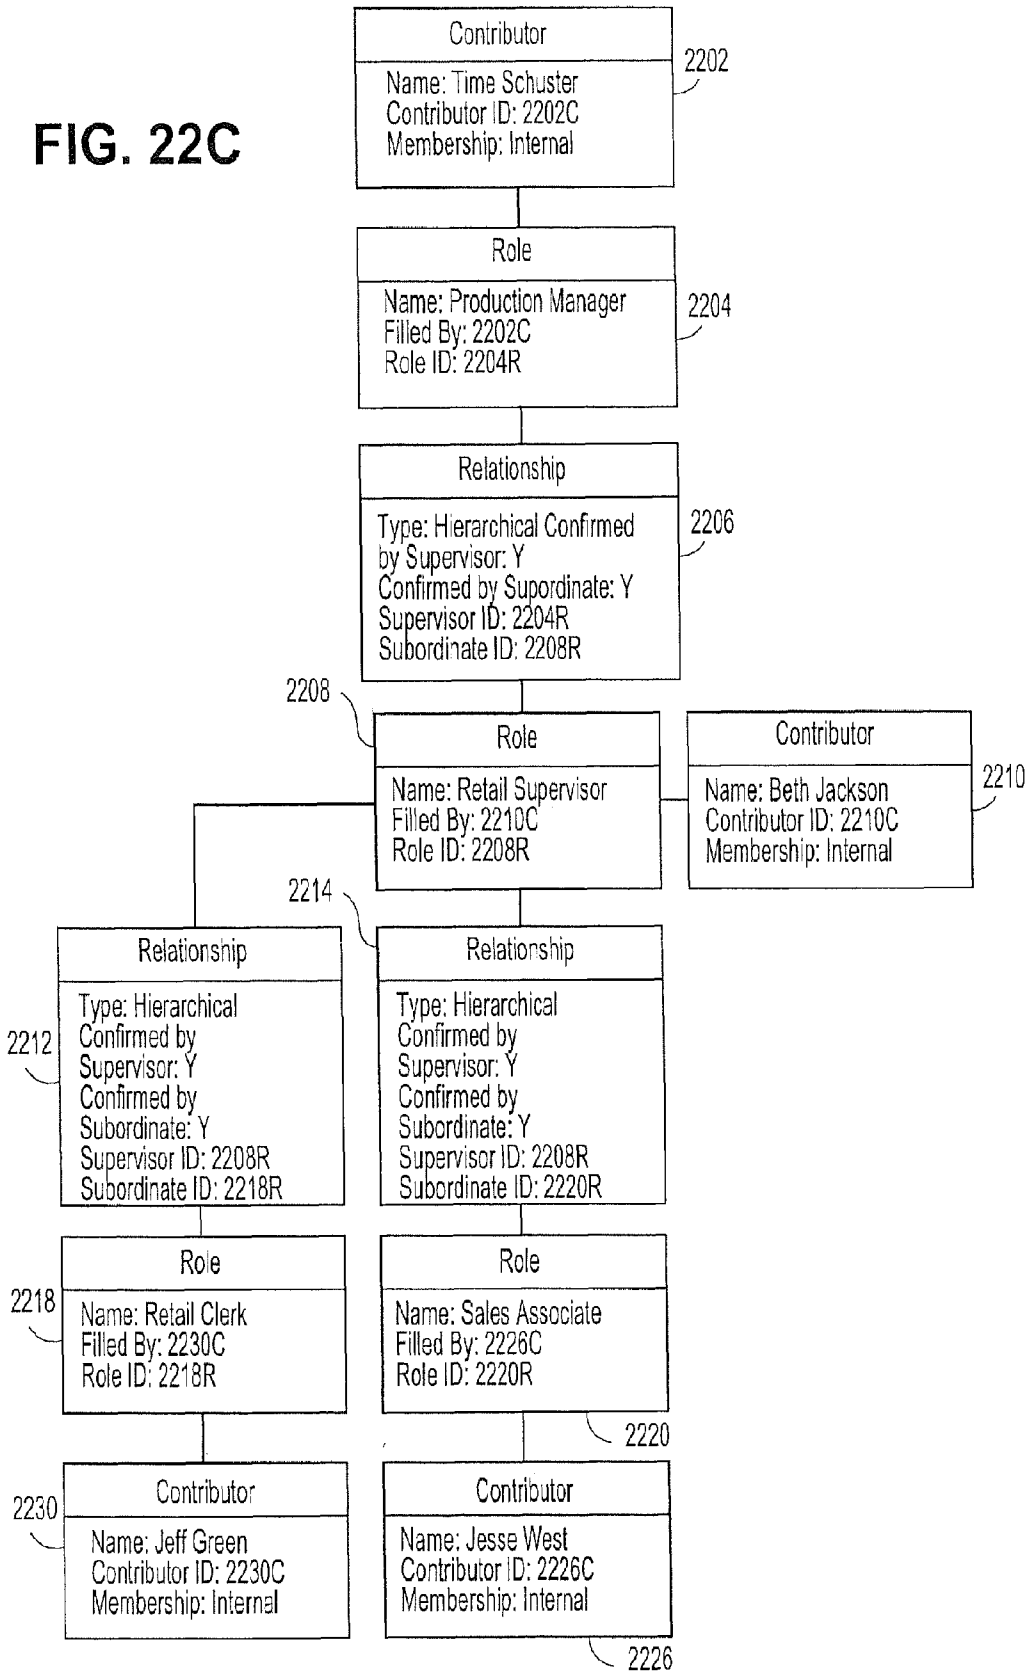 Contributor
2202
Name: Time Schuster
Contributor ID: 2202C
Membership: Internal
FIG. 22C
Role
2204
Name: Production Manager
Filled By: 2202C
Role ID: 2204R
Relationship
2206
Type: Hierarchical Confirmed
by Supervisor: Y
Confirmed by Supordinate: Y
Supervisor ID: 2204R
Subordinate ID: 2208R
2208
Role
Name: Retail Supervisor
Filled By: 2210C
Role ID: 2208R
Contributor
2210
Name: Beth Jackson
Contributor ID: 2210C
Membership: Internal
2214
Relationship
2212
Type: Hierarchical
Confirmed by
Supervisor: Y
Confirmed by
Subordinate: Y
Supervisor ID: 2208R
Subordinate ID: 2218R
Relationship
Type: Hierarchical
Confirmed by
Supervisor: Y
Confirmed by
Subordinate: Y
Supervisor ID: 2208R
Subordinate ID: 2220R
Role
2218
Name: Retail Clerk
Filled By: 2230C
Role ID: 2218R
Role
Name: Sales Associate
Filled By: 2226C
Role ID: 2220R
2220
Contributor
2230
Name: Jeff Green
Contributor ID: 2230C
Membership: Internal
Contributor
Name: Jesse West
Contributor ID: 2226C
Membership: Internal
2226